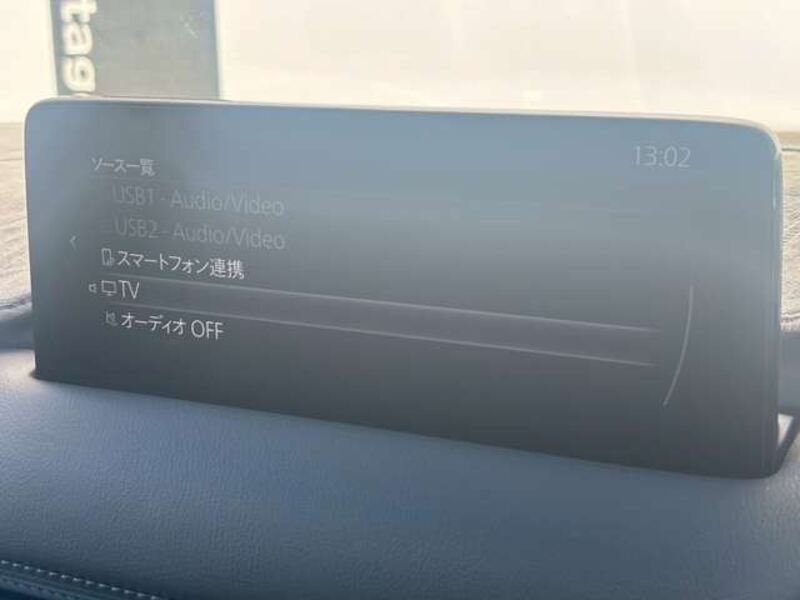 tag
ソース一覧
13:02
USB1 - Audio/Video
USB2 - Audio/Video
スマートフォン連携
TV
オーディオ OFF